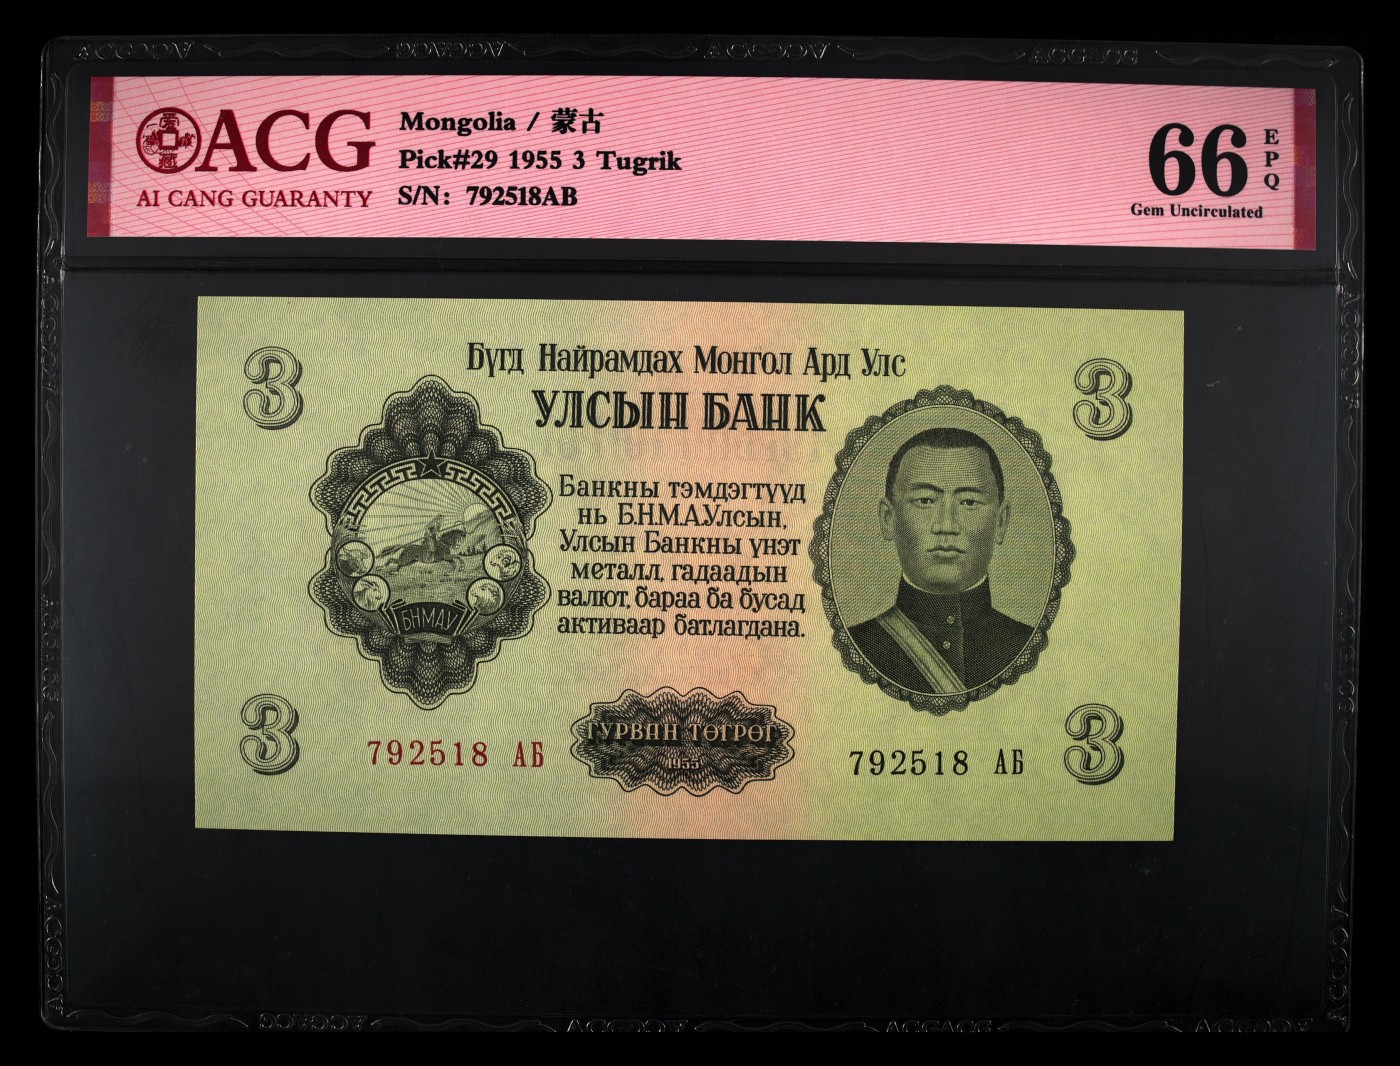 ACG
AI CANG GUARANTY
Mongolia / 蒙古
Pick#29 1955 3 Tugrik
S/N: 792518AB
66
EPQ
Gem Uncirculated
3
3
Бүгд Найрамдах Монгол Ард Улс
УЛСЫН БАНК
Банкны тэмдэгтүүд
нь Б.Н.М.А.Улсын,
Улсын Банкны үнэт
металл, гадаадын
валют, бараа ба бусад
активаар батлагдана.
БНМАУ
3
792518 АБ
ГУРВАН ТӨГРӨГ
1955
792518 АБ
3